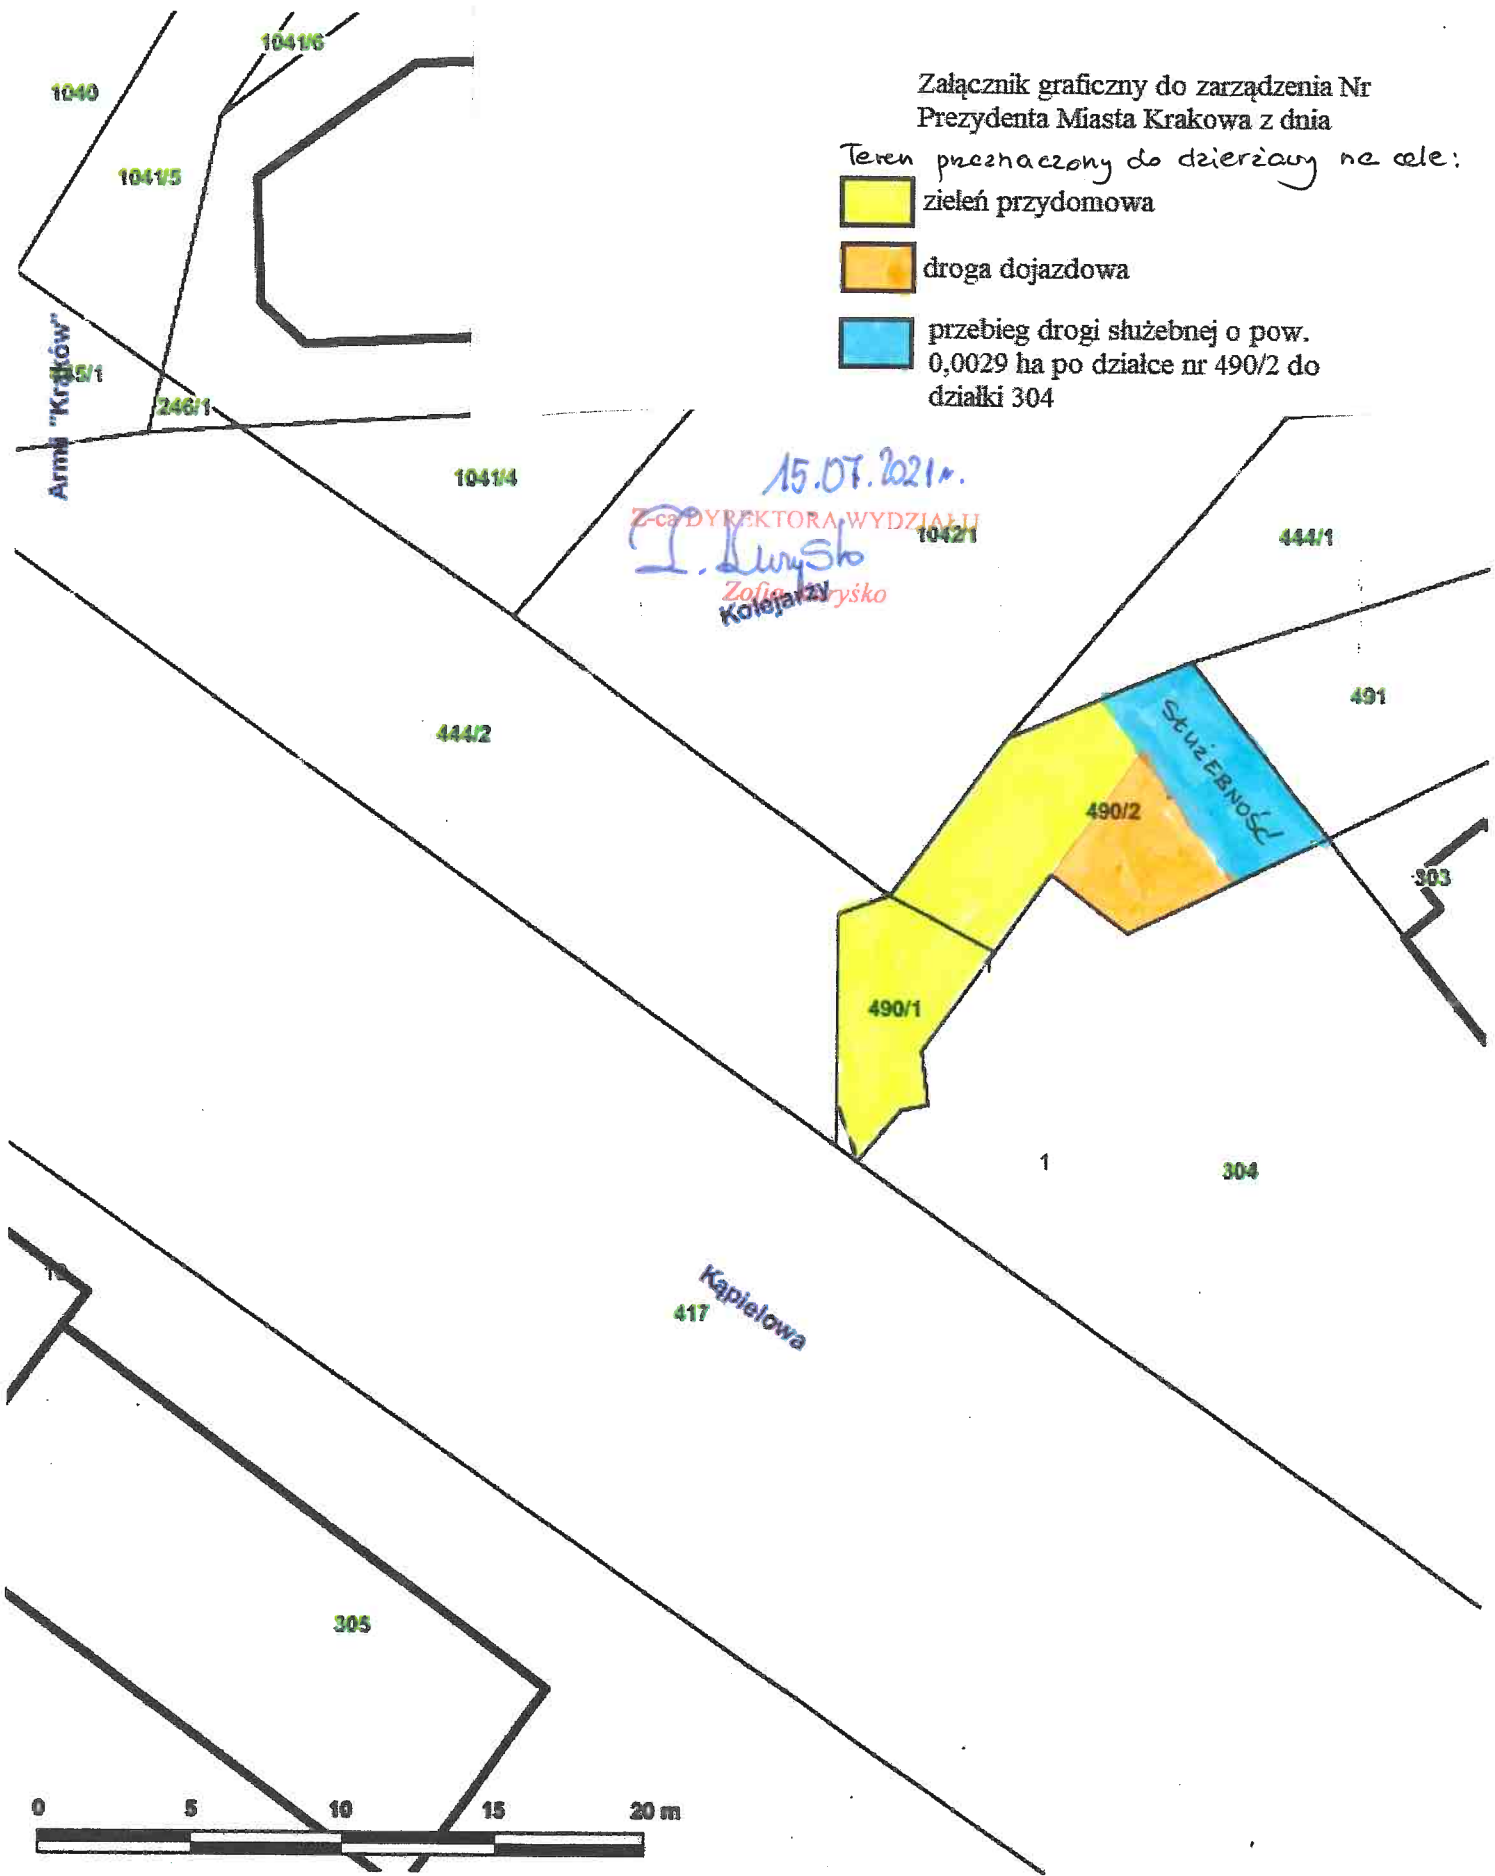 1041/6
1040
1041/5
Załącznik graficzny do zarządzenia Nr
Prezydenta Miasta Krakowa z dnia
Teren przeznaczony do dzierżawy na cele:
zieleń przydomowa
droga dojazdowa
przebieg drogi służebnej o pow.
0,0029 ha po działce nr 490/2 do
działki 304
Armii "Kraków"
246/1
1041/4
15.07.2021r.
Z-ca DYREKTORA WYDZIAŁU
1042/1
444/1
Zofia
Kolejarzy
444/2
491
SŁUŻEBNOŚĆ
490/2
303
490/1
1
304
417
Kąpielowa
305
0 5 10 15 20 m